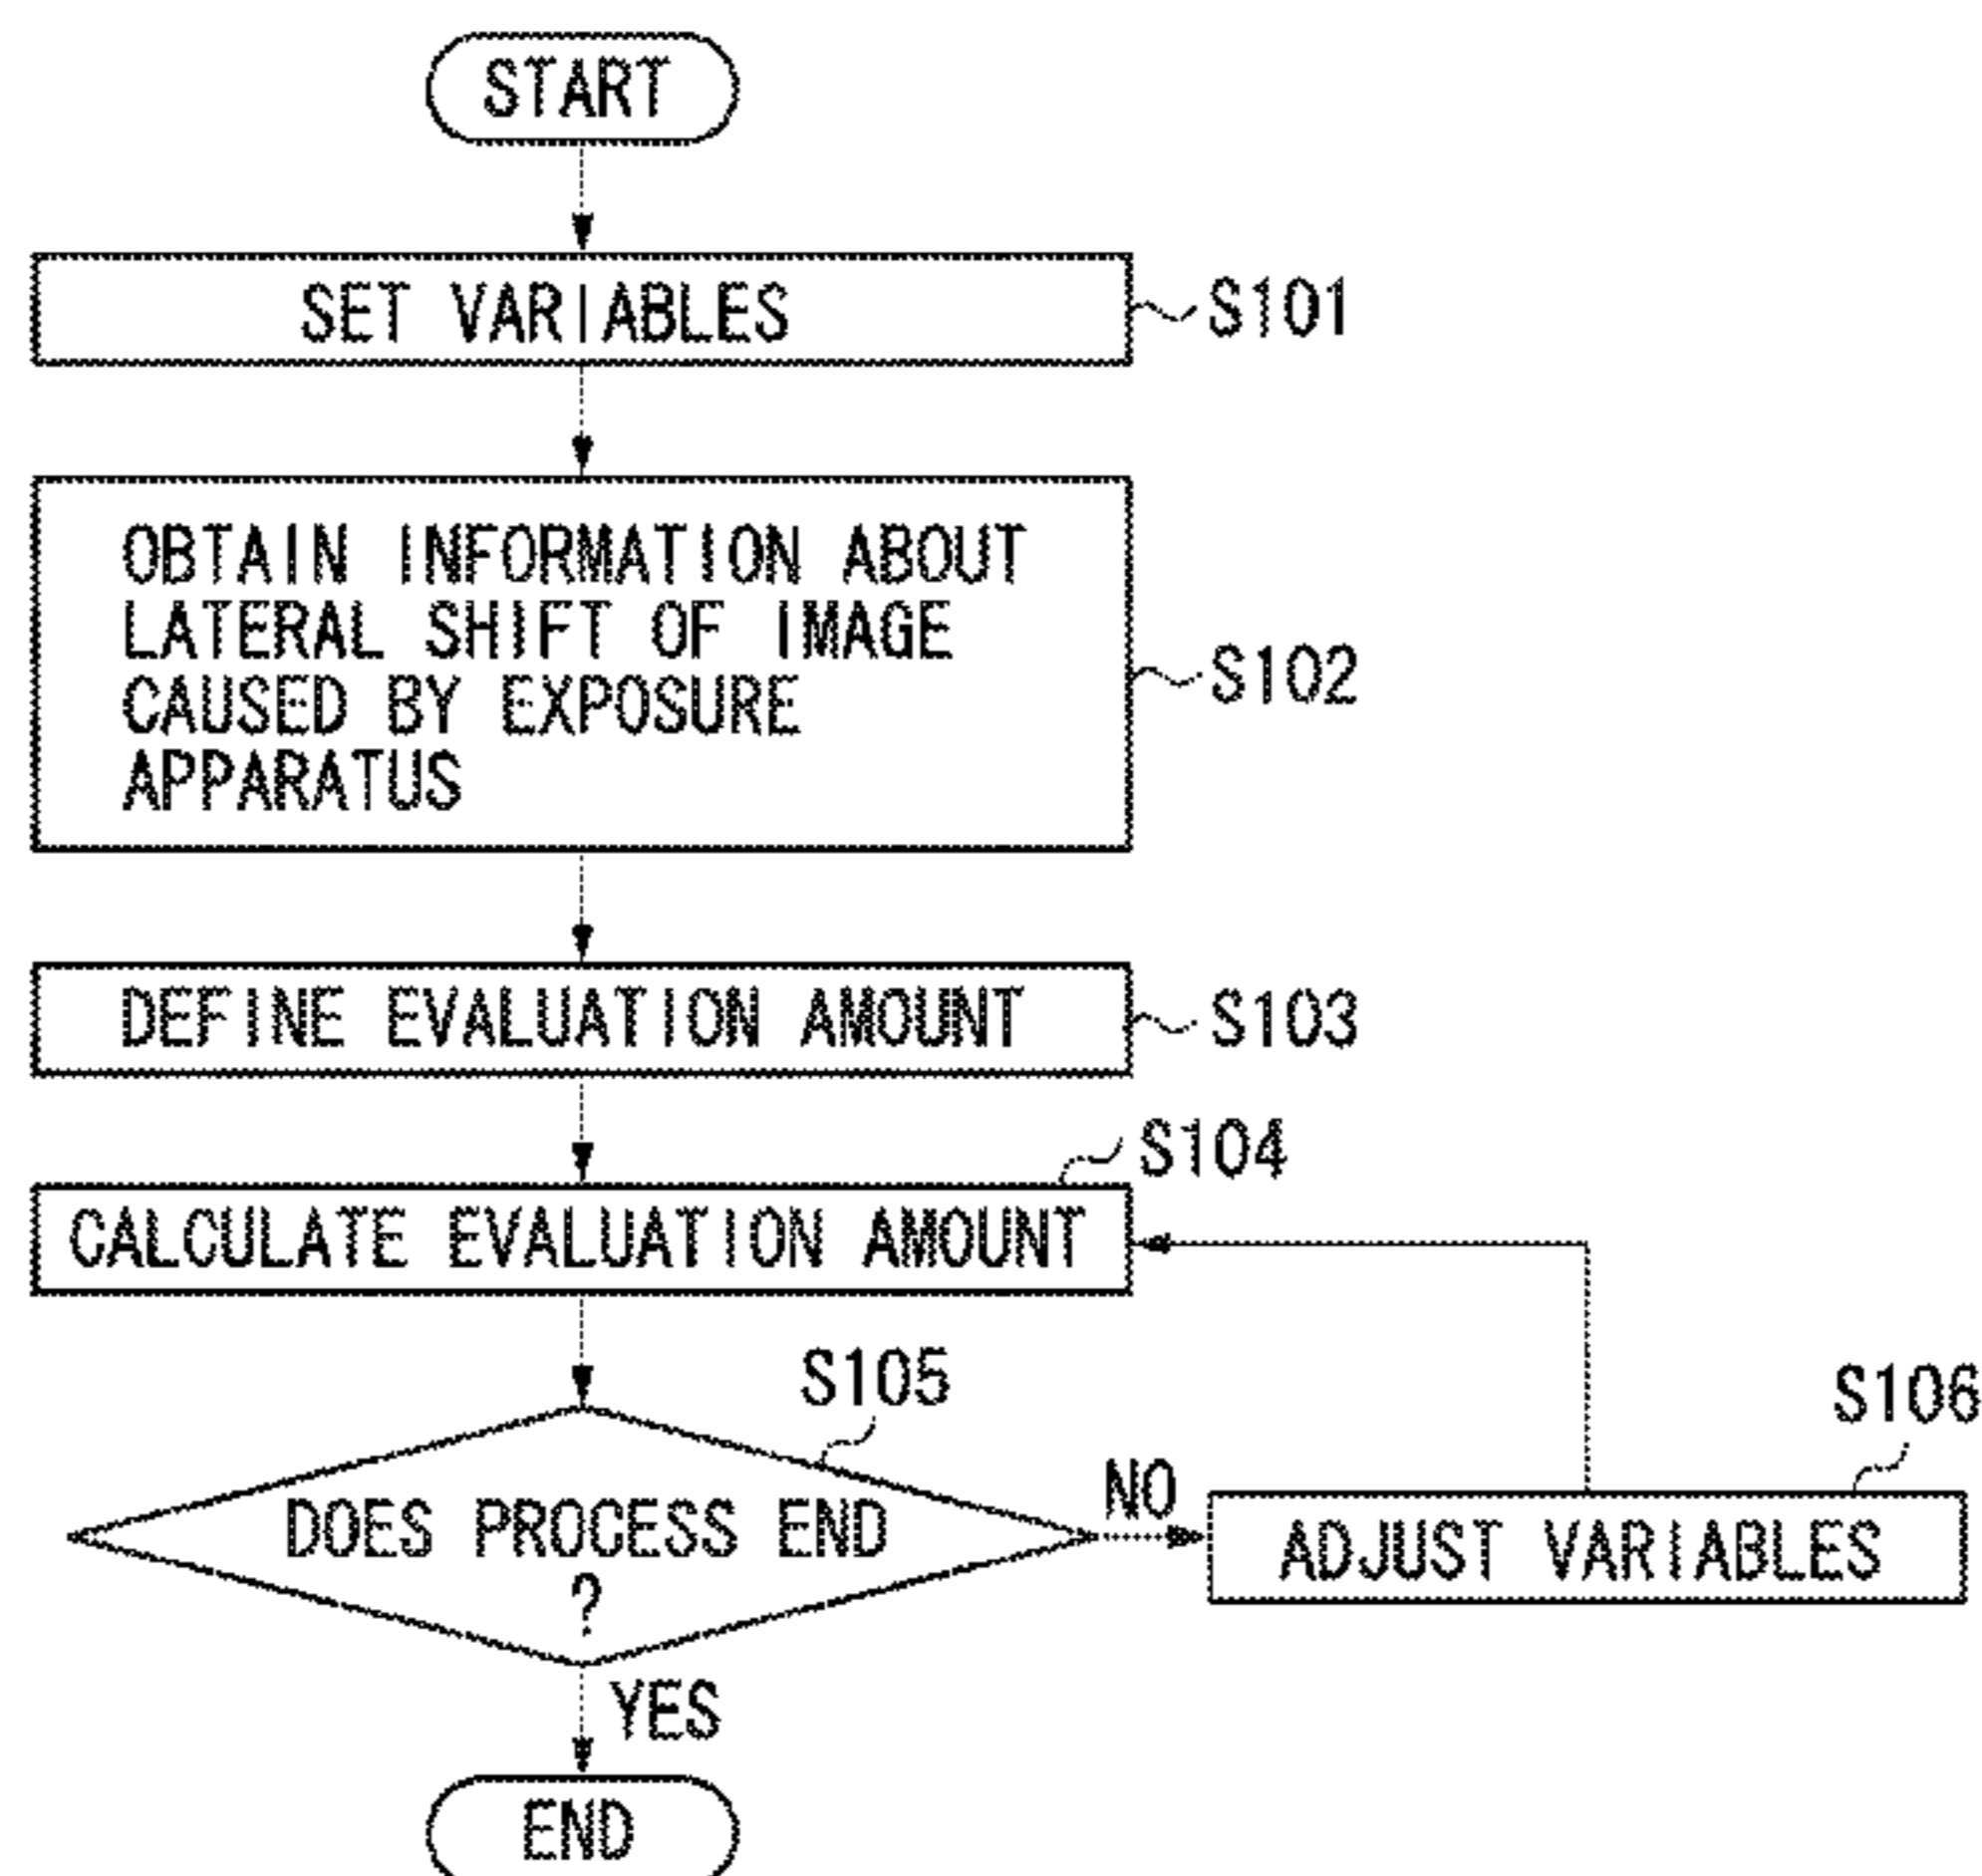 START
SET VARIABLES
S101
OBTAIN INFORMATION ABOUT
LATERAL SHIFT OF IMAGE
CAUSED BY EXPOSURE
APPARATUS
S102
DEFINE EVALUATION AMOUNT
S103
S104
CALCULATE EVALUATION AMOUNT
S105
DOES PROCESS END
?
NO
S106
ADJUST VARIABLES
YES
END